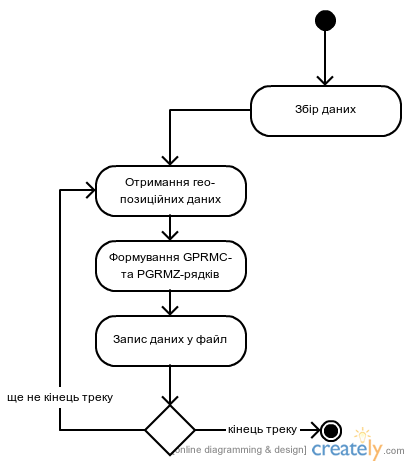 Збір даних
Отримання гео-
позиційних даних
Формування GPRMC-
та PGRMZ-рядків
Запис даних у файл
ще не кінець треку
кінець треку
[online diagramming & design]
creately.com